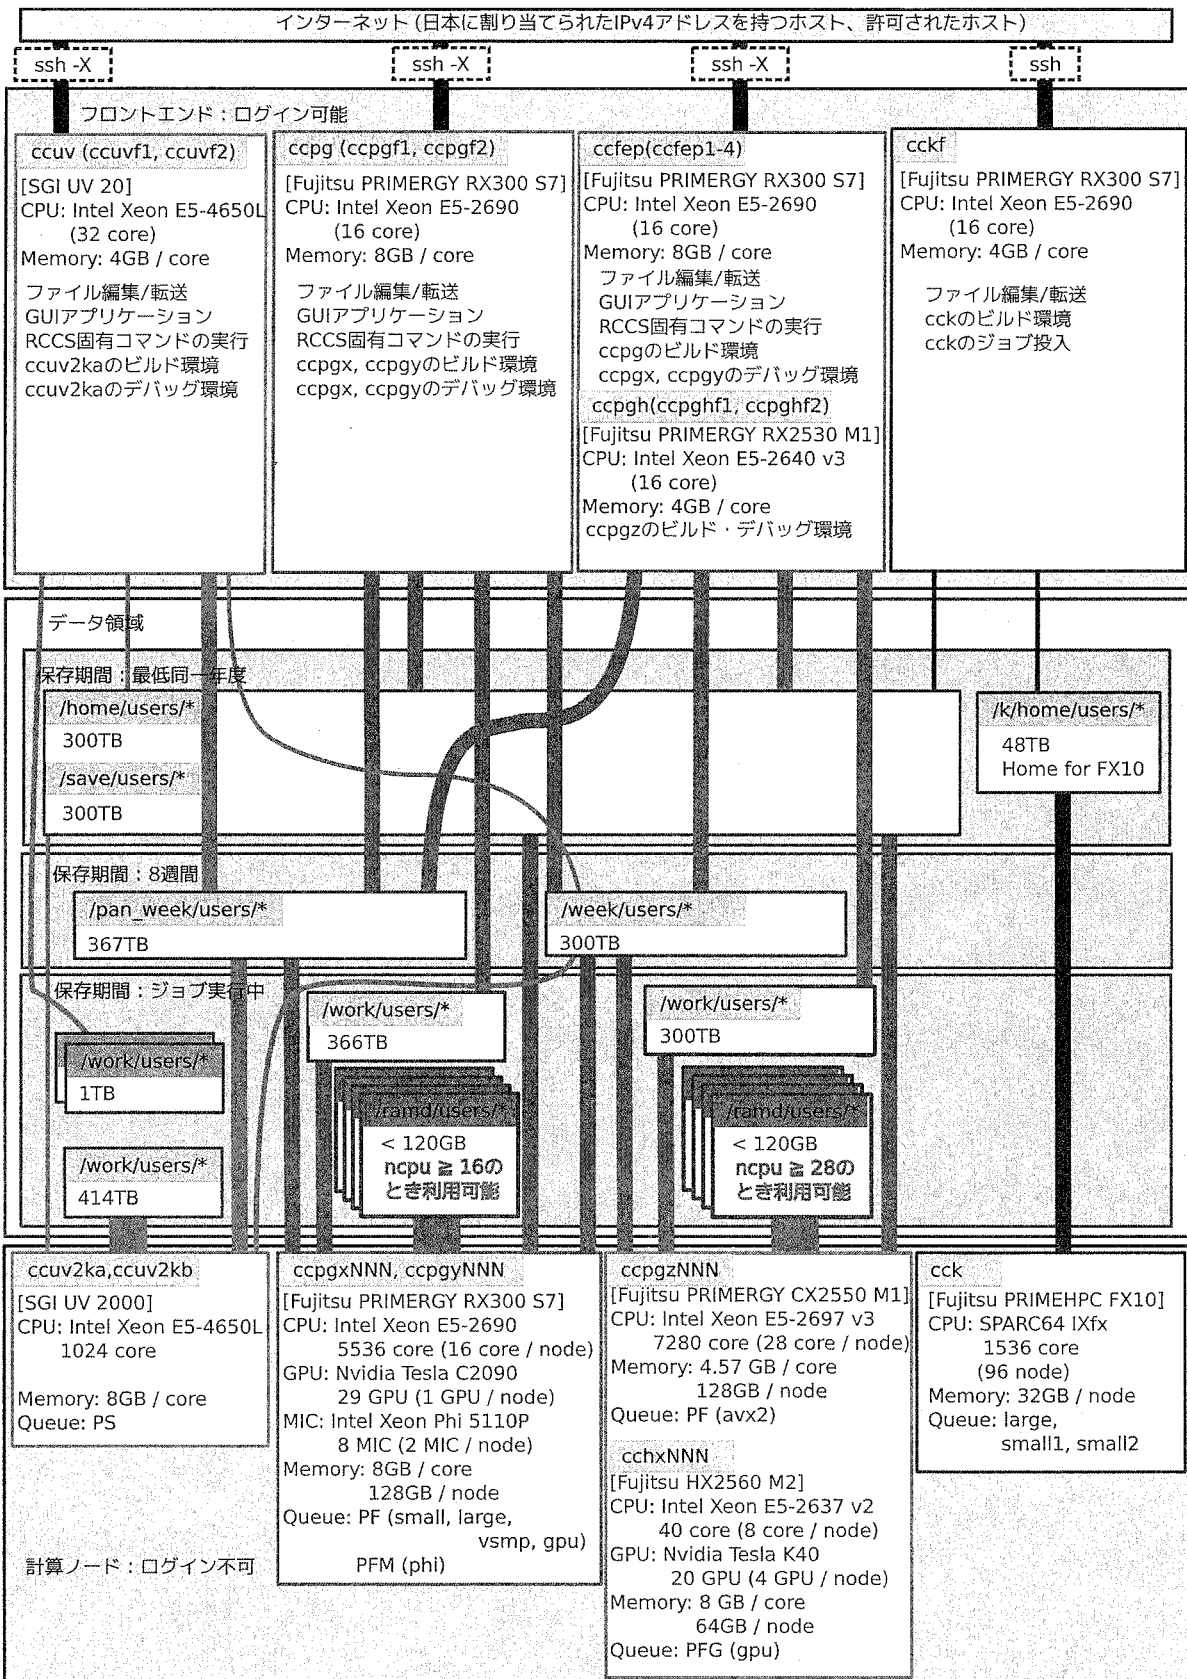 インターネット (日本に割り当てられたIPv4アドレスを持つホスト、許可されたホスト)
ssh -X
ssh -X
ssh -X
ssh
フロントエンド：ログイン可能
ccuv (ccuvf1, ccuvf2)
[SGI UV 20]
CPU: Intel Xeon E5-4650L
(32 core)
Memory: 4GB / core
ファイル編集/転送
GUIアプリケーション
RCCS固有コマンドの実行
ccuv2kaのビルド環境
ccuv2kaのデバッグ環境
ccpg (ccpgf1, ccpgf2)
[Fujitsu PRIMERGY RX300 S7]
CPU: Intel Xeon E5-2690
(16 core)
Memory: 8GB / core
ファイル編集/転送
GUIアプリケーション
RCCS固有コマンドの実行
ccpgx, ccpgyのビルド環境
ccpgx, ccpgyのデバッグ環境
ccfep(ccfep1-4)
[Fujitsu PRIMERGY RX300 S7]
CPU: Intel Xeon E5-2690
(16 core)
Memory: 8GB / core
ファイル編集/転送
GUIアプリケーション
RCCS固有コマンドの実行
ccpgのビルド環境
ccpgx, ccpgyのデバッグ環境
ccpgh(ccpghf1, ccpghf2)
[Fujitsu PRIMERGY RX2530 M1]
CPU: Intel Xeon E5-2640 v3
(16 core)
Memory: 4GB / core
ccpgzのビルド・デバッグ環境
cckf
[Fujitsu PRIMERGY RX300 S7]
CPU: Intel Xeon E5-2690
(16 core)
Memory: 4GB / core
ファイル編集/転送
cckのビルド環境
cckのジョブ投入
データ領域
保存期間：最低同一年度
/home/users/*
300TB
/save/users/*
300TB
/k/home/users/*
48TB
Home for FX10
保存期間：8週間
/pan_week/users/*
367TB
/week/users/*
300TB
保存期間：ジョブ実行中
/work/users/*
1TB
/work/users/*
414TB
/work/users/*
366TB
/ramd/users/*
< 120GB
ncpu ≧ 16の
とき利用可能
/work/users/*
300TB
/ramd/users/*
< 120GB
ncpu ≧ 28の
とき利用可能
ccuv2ka,ccuv2kb
[SGI UV 2000]
CPU: Intel Xeon E5-4650L
1024 core
Memory: 8GB / core
Queue: PS
ccpgxNNN, ccpgyNNN
[Fujitsu PRIMERGY RX300 S7]
CPU: Intel Xeon E5-2690
5536 core (16 core / node)
GPU: Nvidia Tesla C2090
29 GPU (1 GPU / node)
MIC: Intel Xeon Phi 5110P
8 MIC (2 MIC / node)
Memory: 8GB / core
128GB / node
Queue: PF (small, large,
vsmp, gpu)
PFM (phi)
ccpgzNNN
[Fujitsu PRIMERGY CX2550 M1]
CPU: Intel Xeon E5-2697 v3
7280 core (28 core / node)
Memory: 4.57 GB / core
128GB / node
Queue: PF (avx2)
cchxNNN
[Fujitsu HX2560 M2]
CPU: Intel Xeon E5-2637 v2
40 core (8 core / node)
GPU: Nvidia Tesla K40
20 GPU (4 GPU / node)
Memory: 8 GB / core
64GB / node
Queue: PFG (gpu)
cck
[Fujitsu PRIMEHPC FX10]
CPU: SPARC64 IXfx
1536 core
(96 node)
Memory: 32GB / node
Queue: large,
small1, small2
計算ノード：ログイン不可